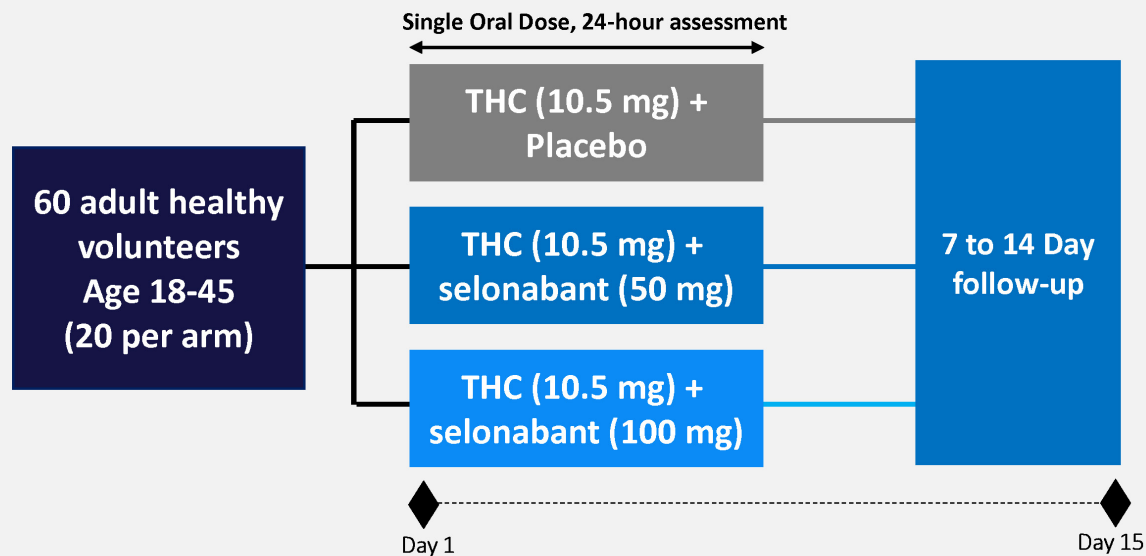 Single Oral Dose, 24-hour assessment
60 adult healthy
volunteers
Age 18-45
(20 per arm)
THC (10.5 mg) +
Placebo
THC (10.5 mg) +
selonabant (50 mg)
THC (10.5 mg) +
selonabant (100 mg)
7 to 14 Day
follow-up
Day 1
Day 15